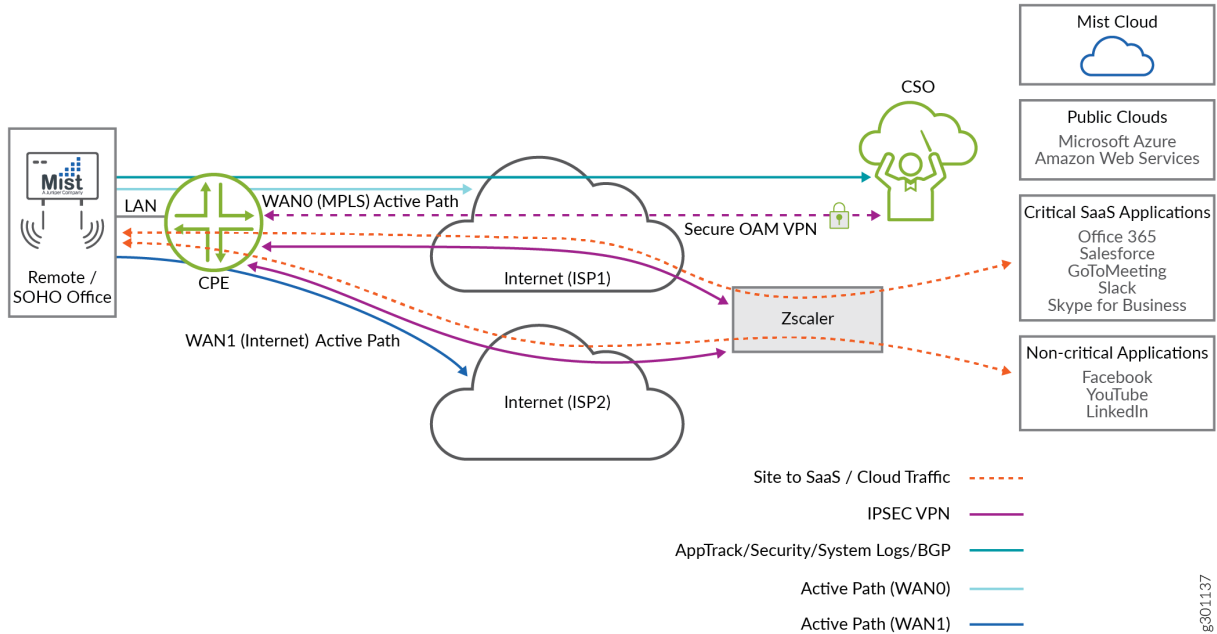 Mist Cloud
CSO
Public Clouds
Microsoft Azure
Amazon Web Services
Mist
A Juniper Company
LAN
WAN0 (MPLS) Active Path
Secure OAM VPN
Critical SaaS Applications
Office 365
Salesforce
GoToMeeting
Slack
Skype for Business
Remote /
SOHO Office
CPE
Internet (ISP1)
Zscaler
WAN1 (Internet) Active Path
Internet (ISP2)
Non-critical Applications
Facebook
YouTube
LinkedIn
Site to SaaS / Cloud Traffic
IPSEC VPN
AppTrack/Security/System Logs/BGP
Active Path (WAN0)
Active Path (WAN1)
g301137